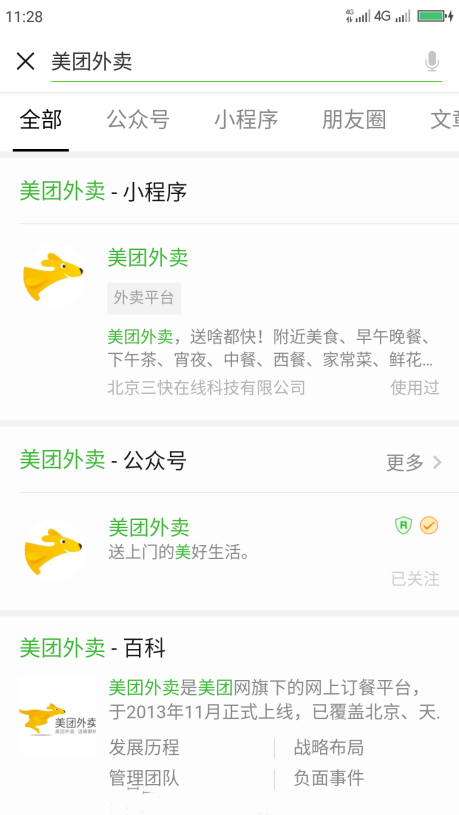 11:28
4G 4G
美团外卖
全部 公众号 小程序 朋友圈
美团外卖 - 小程序
美团外卖
外卖平台
美团外卖，送啥都快！附近美食、早午晚餐、
下午茶、宵夜、中餐、西餐、家常菜、鲜花...
北京三快在线科技有限公司 使用过
美团外卖 - 公众号 更多
美团外卖
R
送上门的美好生活。
已关注
美团外卖 - 百科
美团外卖是美团网旗下的网上订餐平台，
美团外卖
于2013年11月正式上线，已覆盖北京、天.
发展历程 战略布局
管理团队 负面事件